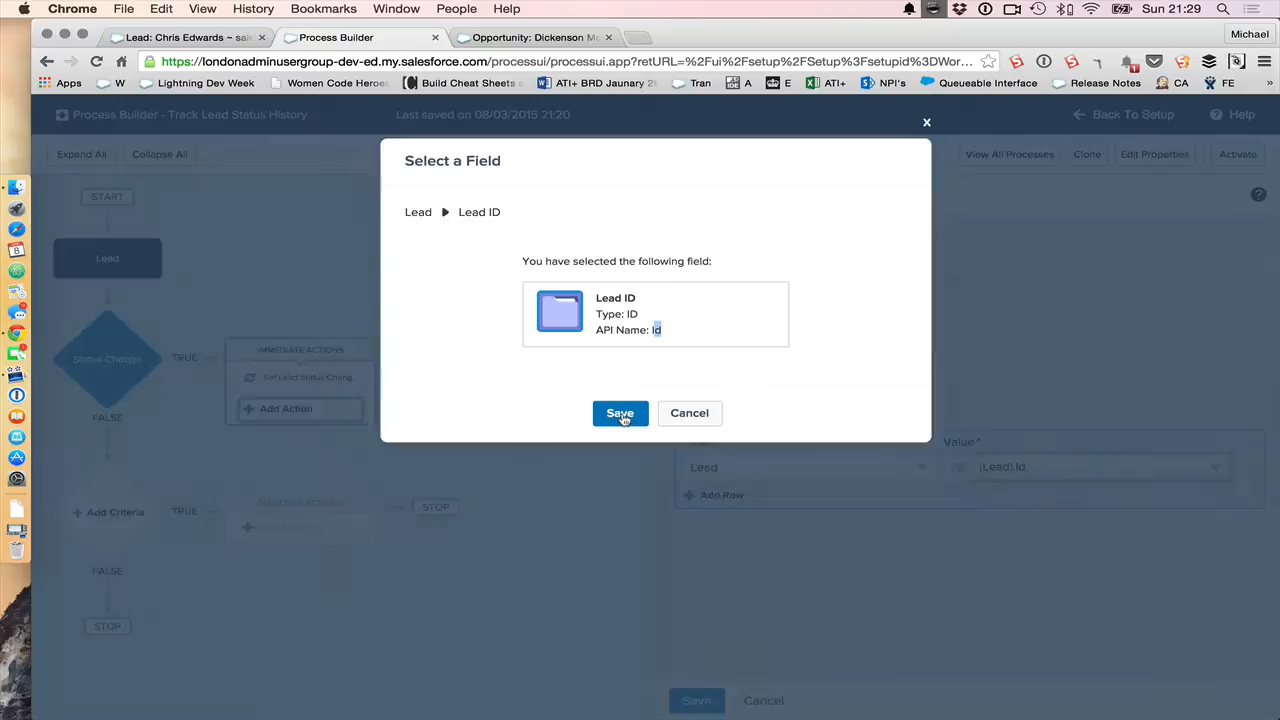 Chrome File Edit View History Bookmarks Window People Help Sun 21:29
Lead: Chris Edwards ~ sale Process Builder Opportunity: Dickenson Mo Michael
https://londonadminusergroup-dev-ed.my.salesforce.com/processui/processui.app?retURL=%2Fui%2Fsetup%2FSetup%3Fsetupid%3DWor...
Apps W Lightning Dev Week Women Code Heroes Build Cheat Sheets ATI+ BRD Jaunary 28 Tran A E ATI+ NPI's Queueable Interface Release Notes CA FE »
Process Builder - Track Lead Status History Last saved on 08/03/2015 21:20 Back To Setup Help
x
Expand All Collapse All View All Processes Clone Edit Properties Activate
Select a Field
START
Lead ▶ Lead ID
Lead
You have selected the following field:
Lead ID
Type: ID
API Name: Id
IMMEDIATE ACTIONS
Status Change TRUE
Set Lead Status Chang...
+ Add Action
FALSE
Save Cancel
Value *
Lead [Lead].Id
+ Add Row
IMMEDIATE ACTIONS
+ Add Criteria TRUE STOP
FALSE
STOP
Save Cancel